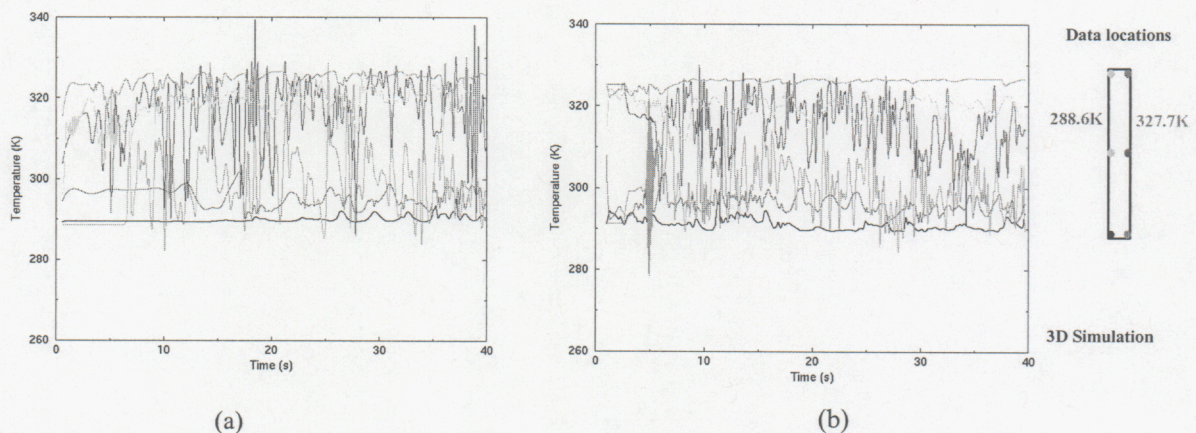 340
320
300
280
260
Temperature (K)
0
10
20
30
40
Time (s)
(a)
340
320
300
280
260
Temperature (K)
0
10
20
30
40
Time (s)
(b)
Data locations
288.6K
327.7K
3D Simulation